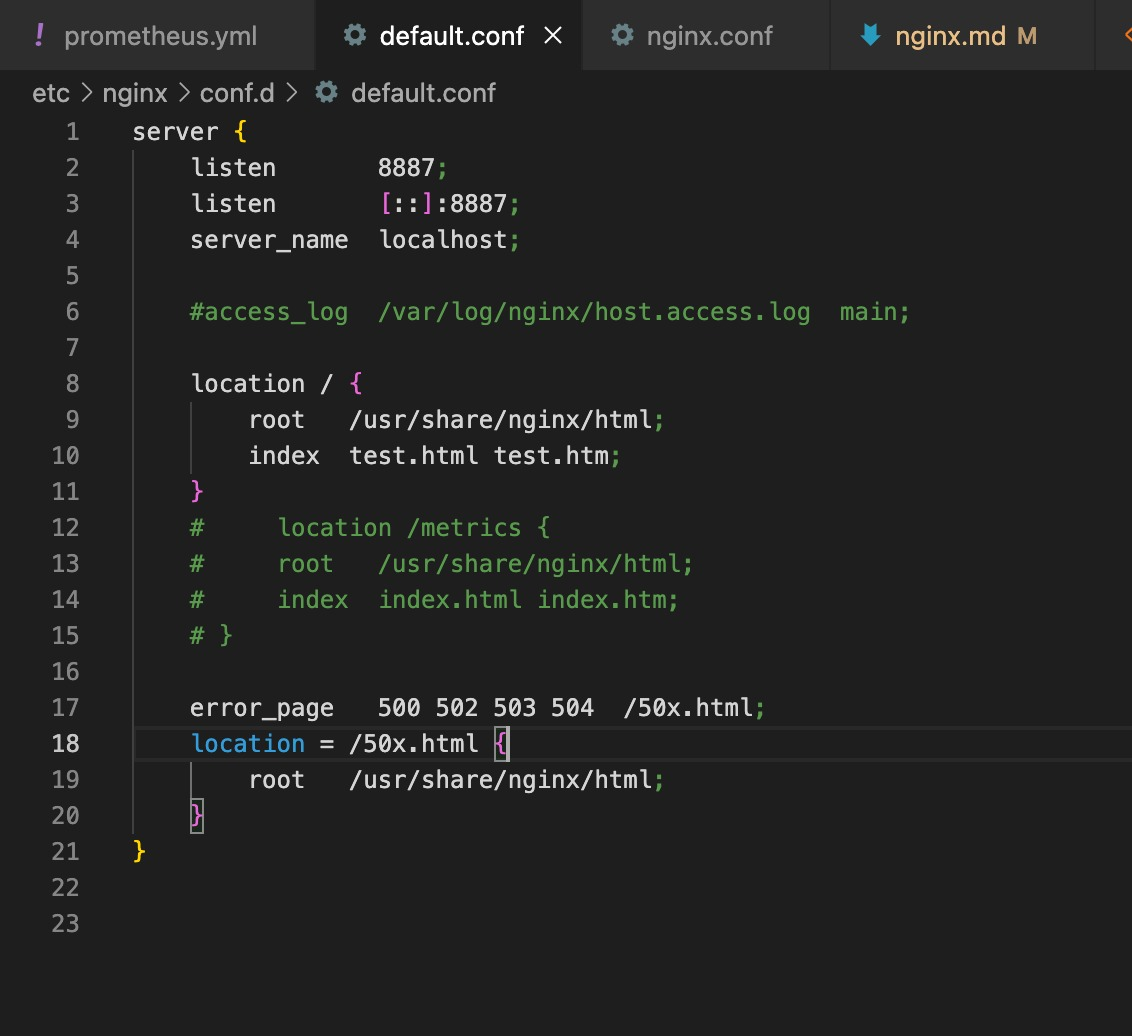 ! prometheus.yml default.conf × nginx.conf nginx.md M
etc > nginx > conf.d > default.conf
1 server {
2     listen       8887;
3     listen       [::]:8887;
4     server_name  localhost;
5
6     #access_log  /var/log/nginx/host.access.log  main;
7
8     location / {
9         root   /usr/share/nginx/html;
10         index  test.html test.htm;
11     }
12     #     location /metrics {
13     #     root   /usr/share/nginx/html;
14     #     index  index.html index.htm;
15     # }
16
17     error_page   500 502 503 504  /50x.html;
18     location = /50x.html {
19         root   /usr/share/nginx/html;
20     }
21 }
22
23